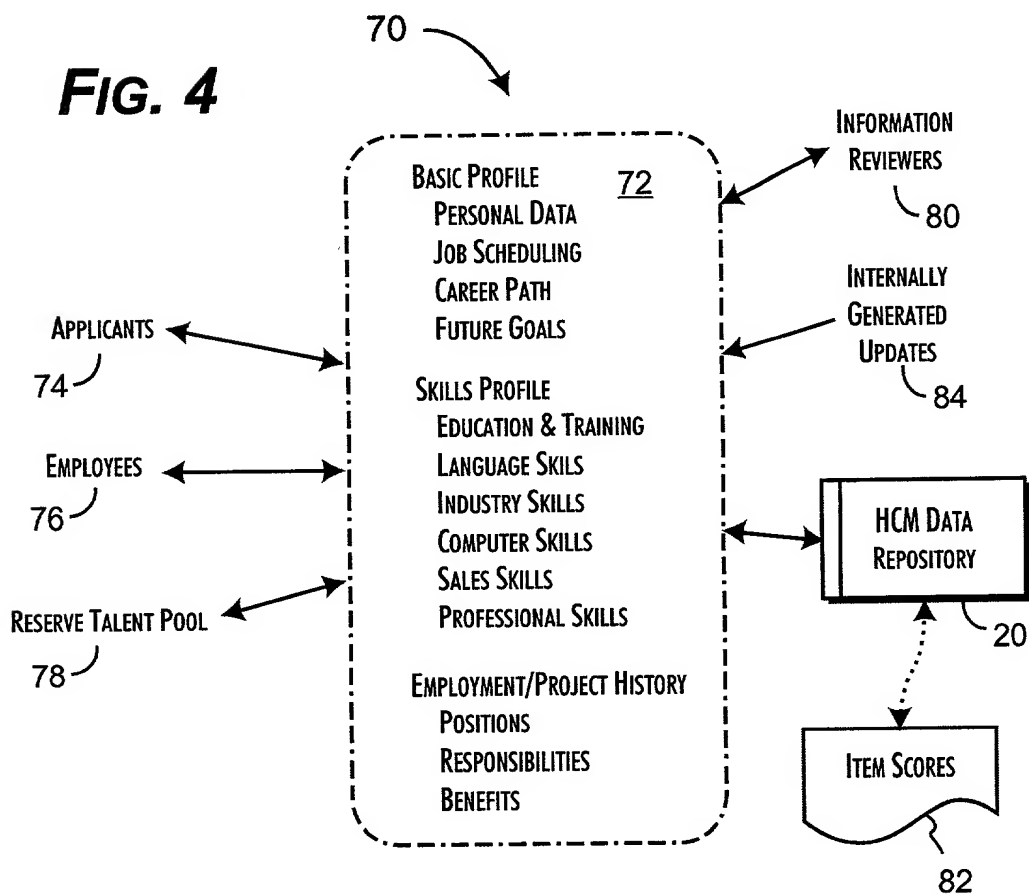 FIG. 4
70
BASIC PROFILE
72
PERSONAL DATA
JOB SCHEDULING
CAREER PATH
FUTURE GOALS
SKILLS PROFILE
EDUCATION & TRAINING
LANGUAGE SKILS
INDUSTRY SKILLS
COMPUTER SKILLS
SALES SKILLS
PROFESSIONAL SKILLS
EMPLOYMENT/PROJECT HISTORY
POSITIONS
RESPONSIBILITIES
BENEFITS
APPLICANTS
74
EMPLOYEES
76
RESERVE TALENT POOL
78
INFORMATION
REVIEWERS
80
INTERNALLY
GENERATED
UPDATES
84
HCM DATA
REPOSITORY
20
ITEM SCORES
82